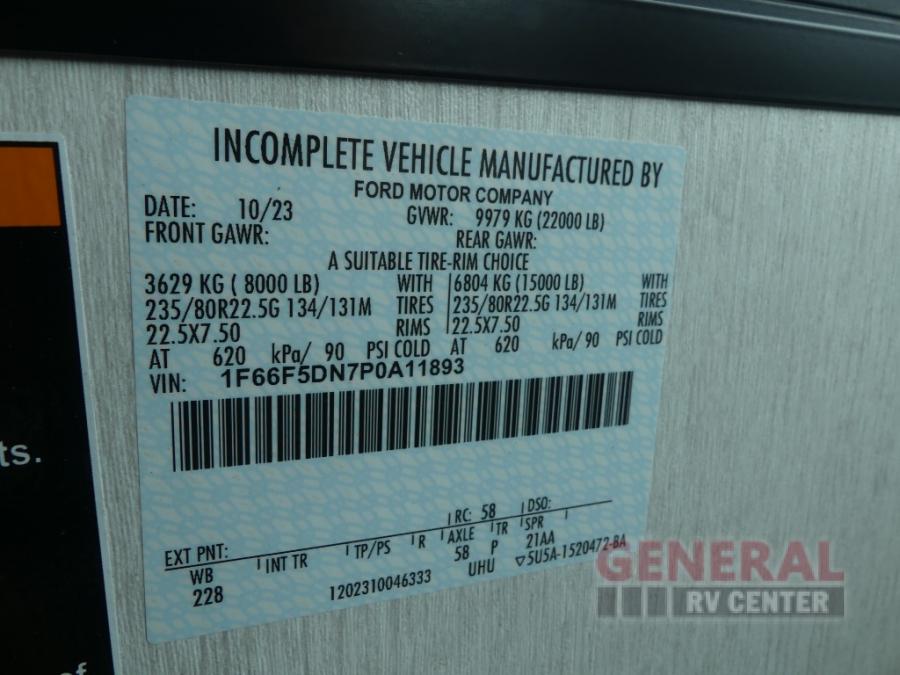 INCOMPLETE VEHICLE MANUFACTURED BY
FORD MOTOR COMPANY
DATE: 10/23 GVWR: 9979 KG (22000 LB)
FRONT GAWR: REAR GAWR:
A SUITABLE TIRE-RIM CHOICE
3629 KG ( 8000 LB) WITH 6804 KG (15000 LB) WITH
235/80R22.5G 134/131M TIRES 235/80R22.5G 134/131M TIRES
22.5X7.50 RIMS 22.5X7.50 RIMS
AT 620 kPa/ 90 PSI COLD AT 620 kPa/ 90 PSI COLD
VIN: 1F66F5DN7P0A11893
RC: 58 DSO:
EXT PNT: INT TR TP/PS R AXLE TR SPR
WB 58 P 21AA
228 1202310046333 UHU ▽5U5A-1520472-BA
ts.
of
GENERAL
RV CENTER